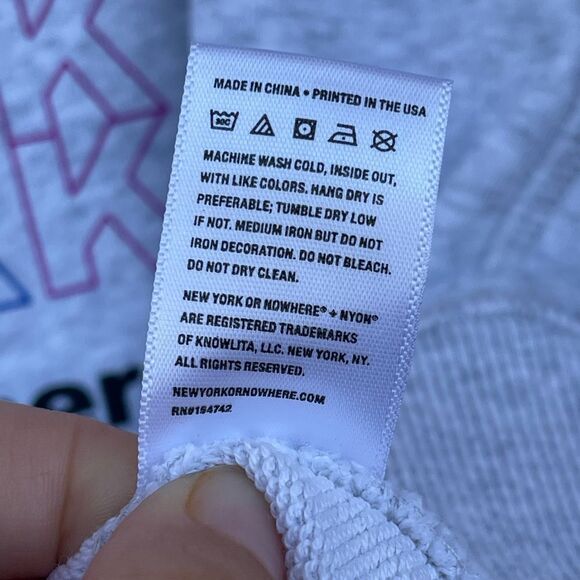 MADE IN CHINA • PRINTED IN THE USA
30C
MACHINE WASH COLD, INSIDE OUT,
WITH LIKE COLORS. HANG DRY IS
PREFERABLE; TUMBLE DRY LOW
IF NOT. MEDIUM IRON BUT DO NOT
IRON DECORATION. DO NOT BLEACH.
DO NOT DRY CLEAN.
NEW YORK OR NOWHERE® + NYON®
ARE REGISTERED TRADEMARKS
OF KNOWLITA, LLC. NEW YORK, NY.
ALL RIGHTS RESERVED.
NEWYORKORNOWHERE.COM
RN#154742
K
er